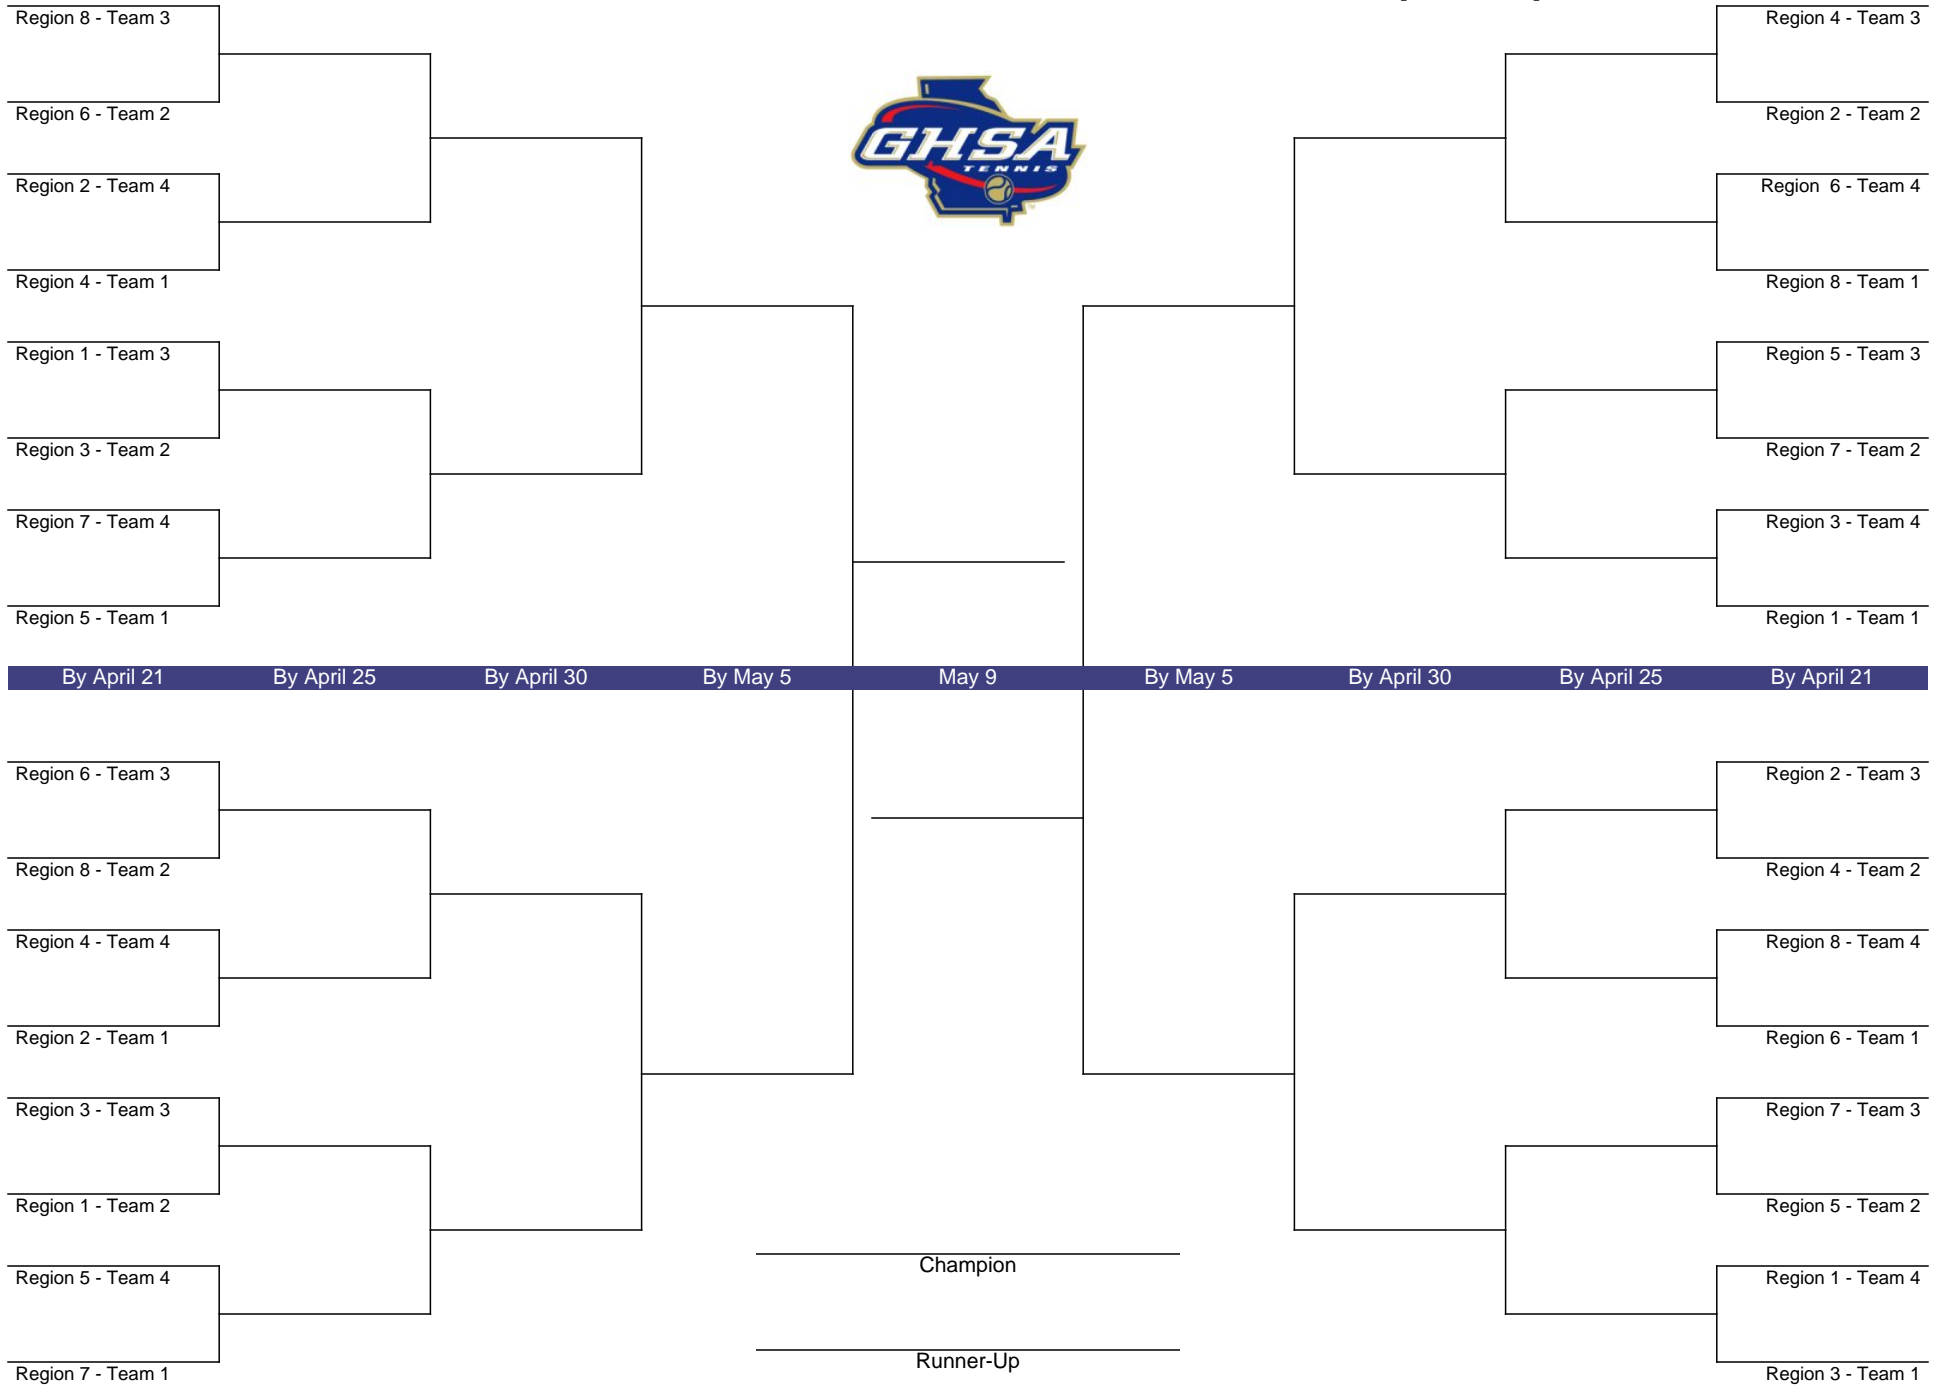 Region 8 - Team 3
Region 6 - Team 2
Region 2 - Team 4
Region 4 - Team 1
Region 1 - Team 3
Region 3 - Team 2
Region 7 - Team 4
Region 5 - Team 1
GHSA
TENNIS
Region 4 - Team 3
Region 2 - Team 2
Region  6 - Team 4
Region 8 - Team 1
Region 5 - Team 3
Region 7 - Team 2
Region 3 - Team 4
Region 1 - Team 1
By April 21 By April 25 By April 30 By May 5 May 9 By May 5 By April 30 By April 25 By April 21
Region 6 - Team 3
Region 8 - Team 2
Region 4 - Team 4
Region 2 - Team 1
Region 3 - Team 3
Region 1 - Team 2
Region 5 - Team 4
Region 7 - Team 1
Champion
Runner-Up
Region 2 - Team 3
Region 4 - Team 2
Region 8 - Team 4
Region 6 - Team 1
Region 7 - Team 3
Region 5 - Team 2
Region 1 - Team 4
Region 3 - Team 1